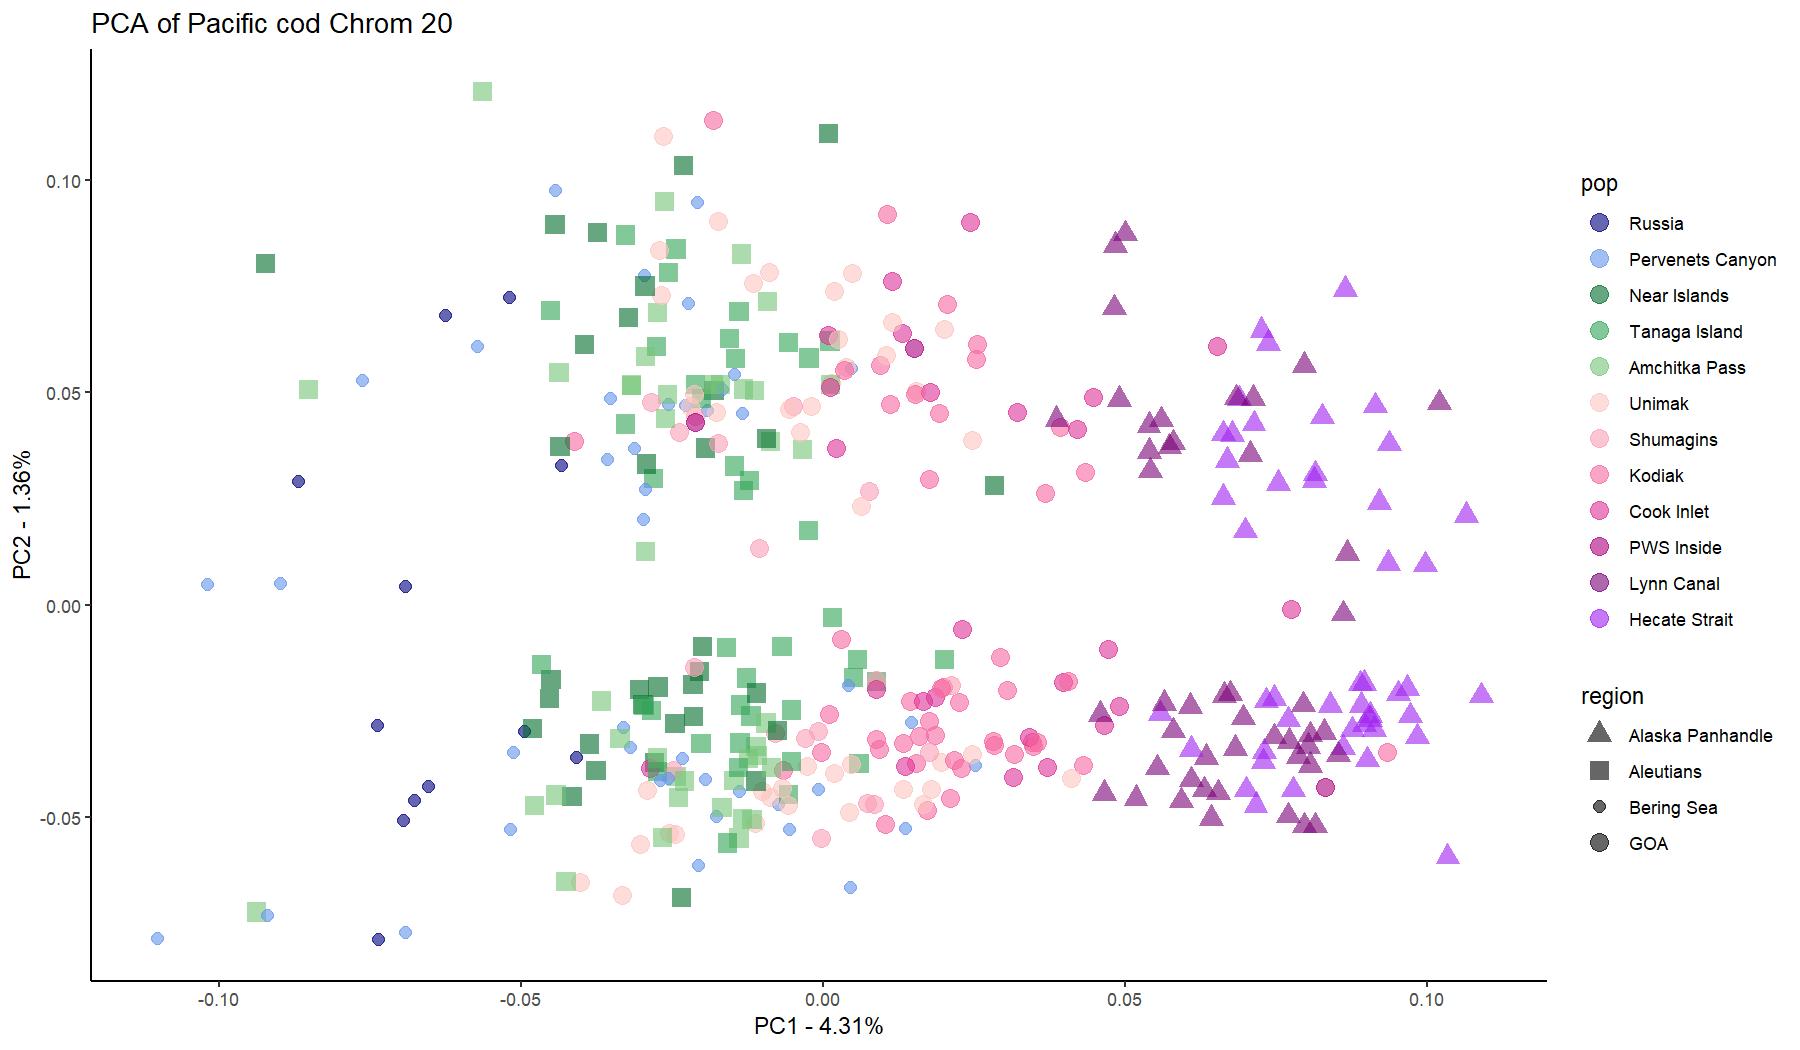 PCA of Pacific cod Chrom 20
0.10
0.05
0.00
-0.05
PC2 - 1.36%
-0.10
-0.05
0.00
0.05
0.10
PC1 - 4.31%
pop
Russia
Pervenets Canyon
Near Islands
Tanaga Island
Amchitka Pass
Unimak
Shumagins
Kodiak
Cook Inlet
PWS Inside
Lynn Canal
Hecate Strait
region
Alaska Panhandle
Aleutians
Bering Sea
GOA